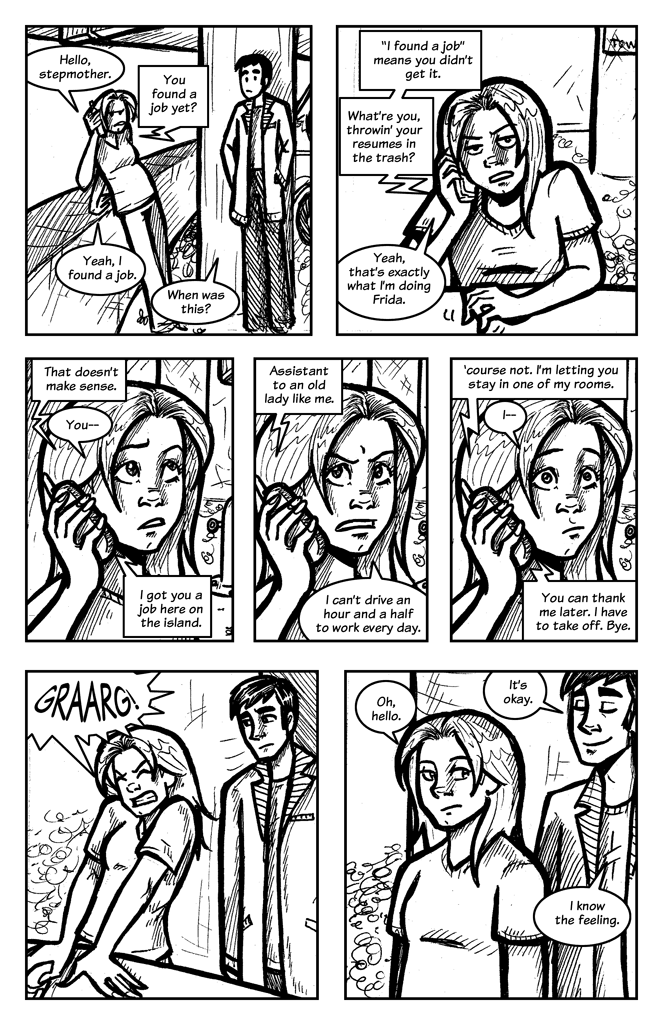 Hello,
stepmother.
You
found a
job yet?
Yeah, I
found a job.
When was
this?
“I found a job”
means you didn't
get it.
What're you,
throwin' your
resumes in
the trash?
Yeah,
that's exactly
what I'm doing
Frida.
That doesn't
make sense.
You--
I got you a
job here on
the island.
Assistant
to an old
lady like me.
I can't drive an
hour and a half
to work every day.
‘course not. I'm letting you
stay in one of my rooms.
I--
You can thank
me later. I have
to take off. Bye.
GRAARG!
Oh,
hello.
It's
okay.
I know
the feeling.